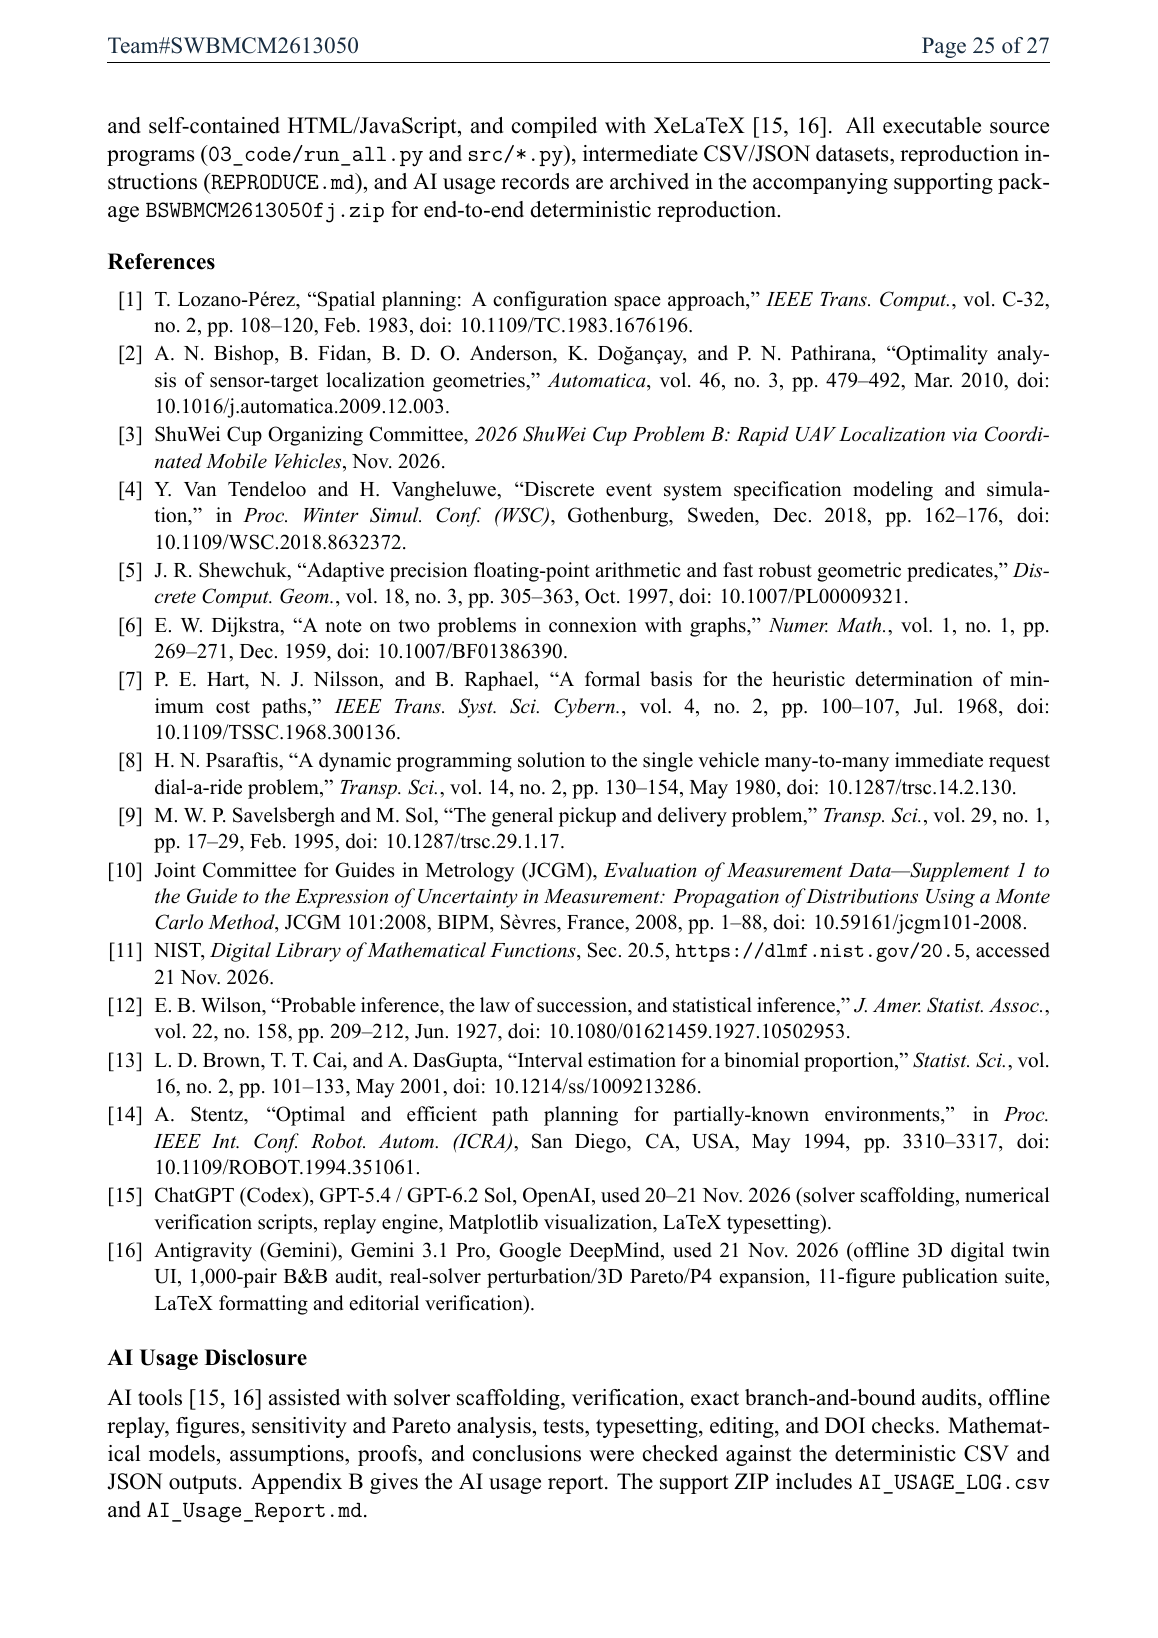 Team#SWBMCM2613050
Page 25 of 27
and self-contained HTML/JavaScript, and compiled with XeLaTeX [15, 16]. All executable source
programs (03_code/run_all.py and src/*.py), intermediate CSV/JSON datasets, reproduction in-
structions (REPRODUCE.md), and AI usage records are archived in the accompanying supporting pack-
age BSWBMCM2613050fj.zip for end-to-end deterministic reproduction.
References
[1] T. Lozano-Pérez, “Spatial planning: A configuration space approach,” IEEE Trans. Comput., vol. C-32,
no. 2, pp. 108–120, Feb. 1983, doi: 10.1109/TC.1983.1676196.
[2] A. N. Bishop, B. Fidan, B. D. O. Anderson, K. Doğançay, and P. N. Pathirana, “Optimality analy-
sis of sensor-target localization geometries,” Automatica, vol. 46, no. 3, pp. 479–492, Mar. 2010, doi:
10.1016/j.automatica.2009.12.003.
[3] ShuWei Cup Organizing Committee, 2026 ShuWei Cup Problem B: Rapid UAV Localization via Coordi-
nated Mobile Vehicles, Nov. 2026.
[4] Y. Van Tendeloo and H. Vangheluwe, “Discrete event system specification modeling and simula-
tion,” in Proc. Winter Simul. Conf. (WSC), Gothenburg, Sweden, Dec. 2018, pp. 162–176, doi:
10.1109/WSC.2018.8632372.
[5] J. R. Shewchuk, “Adaptive precision floating-point arithmetic and fast robust geometric predicates,” Dis-
crete Comput. Geom., vol. 18, no. 3, pp. 305–363, Oct. 1997, doi: 10.1007/PL00009321.
[6] E. W. Dijkstra, “A note on two problems in connexion with graphs,” Numer. Math., vol. 1, no. 1, pp.
269–271, Dec. 1959, doi: 10.1007/BF01386390.
[7] P. E. Hart, N. J. Nilsson, and B. Raphael, “A formal basis for the heuristic determination of min-
imum cost paths,” IEEE Trans. Syst. Sci. Cybern., vol. 4, no. 2, pp. 100–107, Jul. 1968, doi:
10.1109/TSSC.1968.300136.
[8] H. N. Psaraftis, “A dynamic programming solution to the single vehicle many-to-many immediate request
dial-a-ride problem,” Transp. Sci., vol. 14, no. 2, pp. 130–154, May 1980, doi: 10.1287/trsc.14.2.130.
[9] M. W. P. Savelsbergh and M. Sol, “The general pickup and delivery problem,” Transp. Sci., vol. 29, no. 1,
pp. 17–29, Feb. 1995, doi: 10.1287/trsc.29.1.17.
[10] Joint Committee for Guides in Metrology (JCGM), Evaluation of Measurement Data—Supplement 1 to
the Guide to the Expression of Uncertainty in Measurement: Propagation of Distributions Using a Monte
Carlo Method, JCGM 101:2008, BIPM, Sèvres, France, 2008, pp. 1–88, doi: 10.59161/jcgm101-2008.
[11] NIST, Digital Library of Mathematical Functions, Sec. 20.5, https://dlmf.nist.gov/20.5, accessed
21 Nov. 2026.
[12] E. B. Wilson, “Probable inference, the law of succession, and statistical inference,” J. Amer. Statist. Assoc.,
vol. 22, no. 158, pp. 209–212, Jun. 1927, doi: 10.1080/01621459.1927.10502953.
[13] L. D. Brown, T. T. Cai, and A. DasGupta, “Interval estimation for a binomial proportion,” Statist. Sci., vol.
16, no. 2, pp. 101–133, May 2001, doi: 10.1214/ss/1009213286.
[14] A. Stentz, “Optimal and efficient path planning for partially-known environments,” in Proc.
IEEE Int. Conf. Robot. Autom. (ICRA), San Diego, CA, USA, May 1994, pp. 3310–3317, doi:
10.1109/ROBOT.1994.351061.
[15] ChatGPT (Codex), GPT-5.4 / GPT-6.2 Sol, OpenAI, used 20–21 Nov. 2026 (solver scaffolding, numerical
verification scripts, replay engine, Matplotlib visualization, LaTeX typesetting).
[16] Antigravity (Gemini), Gemini 3.1 Pro, Google DeepMind, used 21 Nov. 2026 (offline 3D digital twin
UI, 1,000-pair B&B audit, real-solver perturbation/3D Pareto/P4 expansion, 11-figure publication suite,
LaTeX formatting and editorial verification).
AI Usage Disclosure
AI tools [15, 16] assisted with solver scaffolding, verification, exact branch-and-bound audits, offline
replay, figures, sensitivity and Pareto analysis, tests, typesetting, editing, and DOI checks. Mathemat-
ical models, assumptions, proofs, and conclusions were checked against the deterministic CSV and
JSON outputs. Appendix B gives the AI usage report. The support ZIP includes AI_USAGE_LOG.csv
and AI_Usage_Report.md.